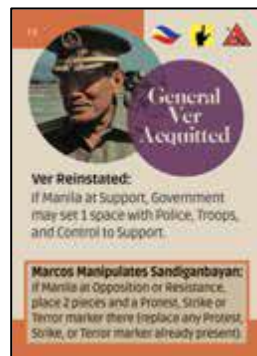 General
Ver
Acquitted
Ver Reinstated:
If Manila at Support, Government
may set 1 space with Police, Troops,
and Control to Support.
Marcos Manipulates Sandiganbayan:
If Manila at Opposition or Resistance,
place 2 pieces and a Protest, Strike or
Terror marker there (replace any Protest,
Strike, or Terror marker already present).